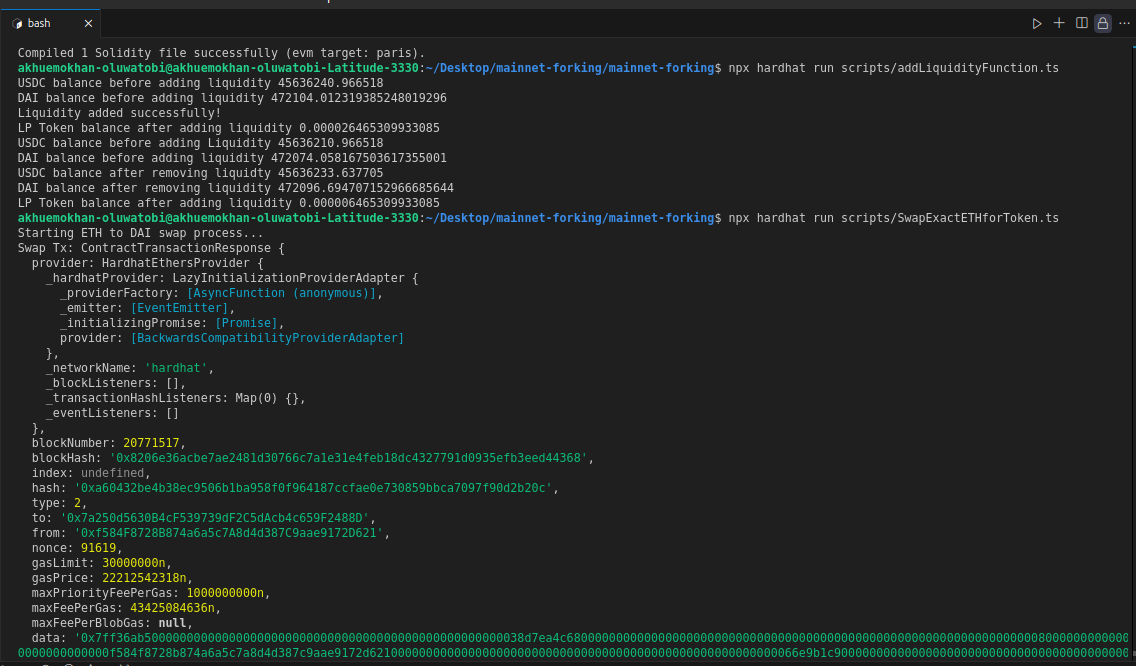 bash
Compiled 1 Solidity file successfully (evm target: paris).
akhuemokhan-oluwatobi@akhuemokhan-oluwatobi-Latitude-3330:~/Desktop/mainnet-forking/mainnet-forking$ npx hardhat run scripts/addLiquidityFunction.ts
USDC balance before adding liquidity 45636240.966518
DAI balance before adding liquidity 472104.012319385248019296
Liquidity added successfully!
LP Token balance after adding liquidity 0.000026465309933085
USDC balance before adding Liquidity 45636210.966518
DAI balance before adding liquidity 472074.058167503617355001
USDC balance after removing liquidty 45636233.637705
DAI balance after removing liquidity 472096.694707152966685644
LP Token balance after adding liquidity 0.000006465309933085
akhuemokhan-oluwatobi@akhuemokhan-oluwatobi-Latitude-3330:~/Desktop/mainnet-forking/mainnet-forking$ npx hardhat run scripts/SwapExactETHforToken.ts
Starting ETH to DAI swap process...
Swap Tx: ContractTransactionResponse {
provider: HardhatEthersProvider {
_hardhatProvider: LazyInitializationProviderAdapter {
_providerFactory: [AsyncFunction (anonymous)],
_emitter: [EventEmitter],
_initializingPromise: [Promise],
provider: [BackwardsCompatibilityProviderAdapter]
},
_networkName: 'hardhat',
_blockListeners: [],
_transactionHashListeners: Map(0) {},
_eventListeners: []
},
blockNumber: 20771517,
blockHash: '0x8206e36acbe7ae2481d30766c7a1e31e4feb18dc4327791d0935efb3eed44368',
index: undefined,
hash: '0xa60432be4b38ec9506b1ba958f0f964187ccfae0e730859bbca7097f90d2b20c',
type: 2,
to: '0x7a250d5630B4cF539739dF2C5dAcb4c659F2488D',
from: '0xf584F8728B874a6a5c7A8d4d387C9aae9172D621',
nonce: 91619,
gasLimit: 30000000n,
gasPrice: 22212542318n,
maxPriorityFeePerGas: 1000000000n,
maxFeePerGas: 43425084636n,
maxFeePerBlobGas: null,
data: